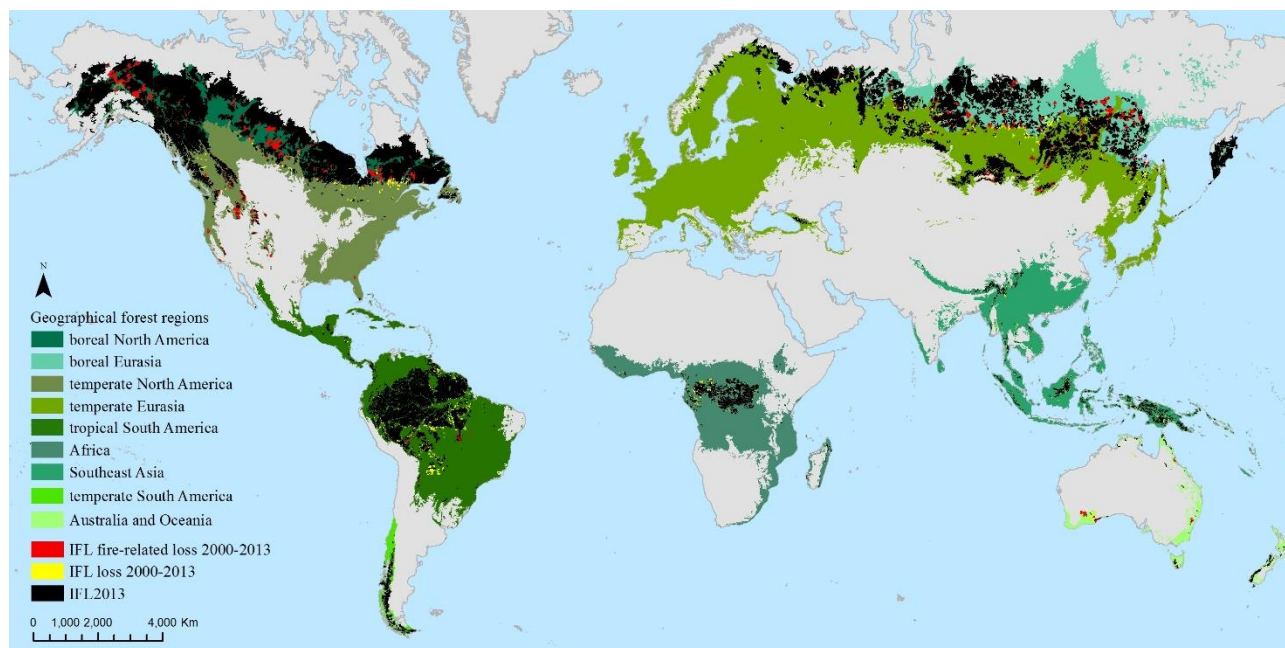 N
Geographical forest regions
boreal North America
boreal Eurasia
temperate North America
temperate Eurasia
tropical South America
Africa
Southeast Asia
temperate South America
Australia and Oceania
IFL fire-related loss 2000-2013
IFL loss 2000-2013
IFL2013
0 1,000 2,000 4,000 Km